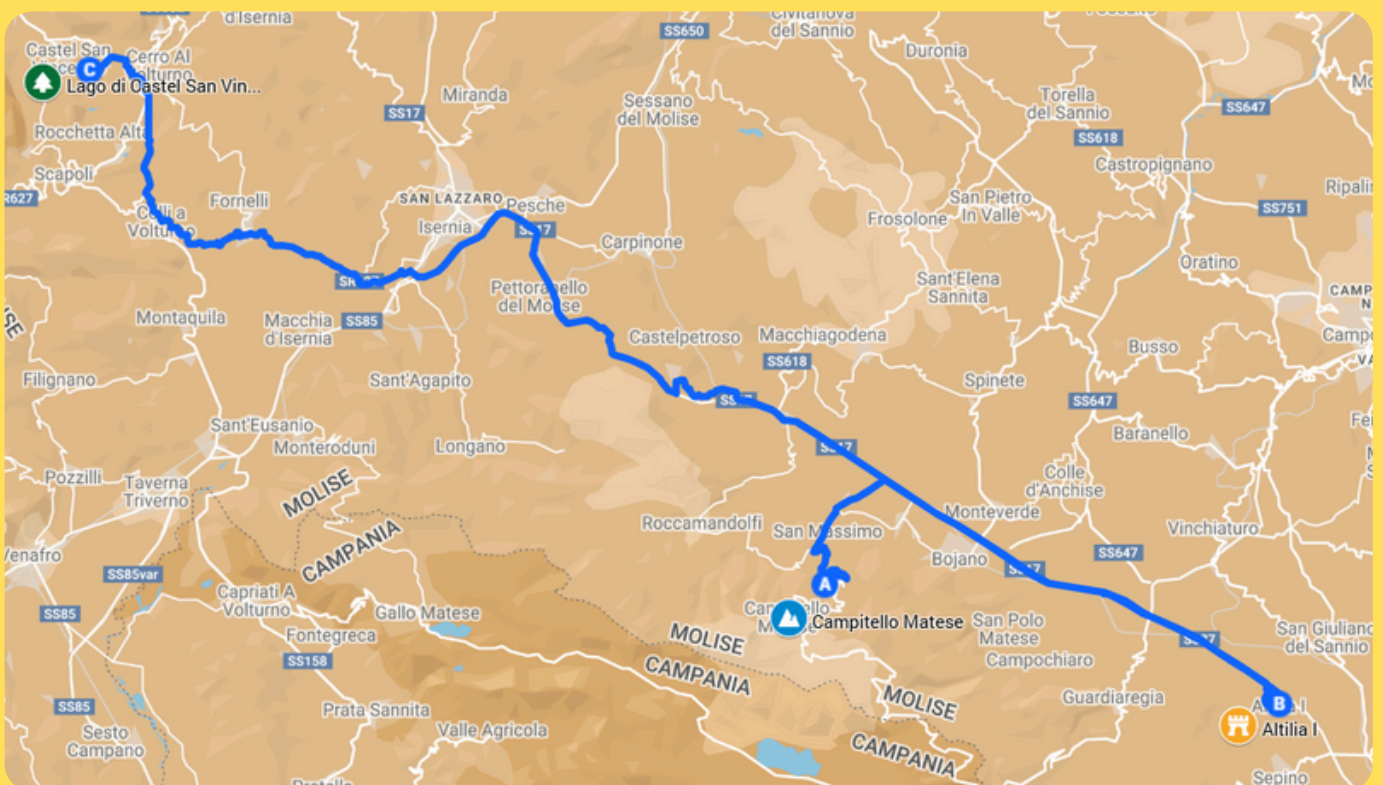 d'Isernia
SS650
Civitanova
del Sannio
Castel San
Cerro Al
Volturno
C
Lago di Castel San Vin...
Duronia
Miranda
SS17
Sessano
del Molise
Torella
del Sannio
SS647
SS618
Rocchetta Alta
Castropignano
Scapoli
R627
Fornelli
SAN LAZZARO
Pesche
San Pietro
In Valle
SS751
Colli a
Volturno
Isernia
SS17
Frosolone
Carpinone
Oratino
Sant'Elena
Sannita
Pettoranello
del Molise
Montaquila
Macchia
d'Isernia
SS85
Castelpetroso
Macchiagodena
SS618
Busso
Filignano
Sant'Agapito
Spinete
SS17
SS647
Sant'Eusanio
Monteroduni
Longano
SS17
Baranello
Pozzilli
Taverna
Triverno
MOLISE
CAMPANIA
Colle
d'Anchise
Roccamandolfi
San Massimo
Monteverde
Vinchiaturo
Venafro
SS85var
Bojano
SS17
SS647
Capriati A
Volturno
A
SS85
Gallo Matese
Campitello Matese
San Polo
Matese
San Giuliano
del Sannio
Fontegreca
MOLISE
CAMPANIA
SS158
Campochiaro
MOLISE
CAMPANIA
Guardiaregia
SS85
Prata Sannita
B
Altilia I
Sesto
Campano
Valle Agricola
Sepino